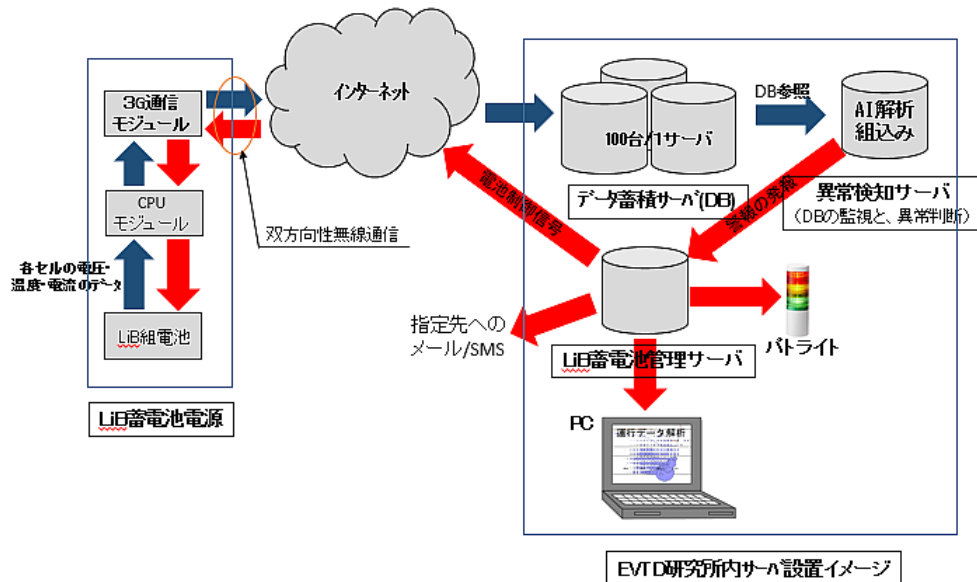 3G通信
モジュール
CPU
モジュール
各セルの電圧・
温度・電流のデータ
LiB組電池
LiB蓄電池電源
インターネット
双方向性無線通信
電池制御信号
100台/1サーバ
データ蓄積サーバ(DB)
DB参照
AI解析
組込み
異常検知サーバ
（DBの監視と、異常判断）
警報の発報
指定先への
メール/SMS
LiB蓄電池管理サーバ
パトライト
PC
運行データ解析
EVTD研究所内サーバ設置イメージ